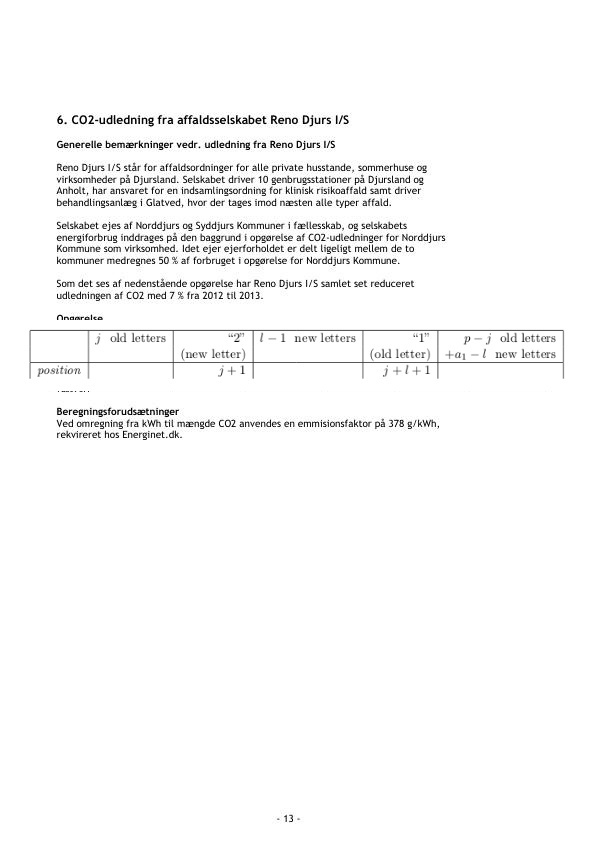 6. CO2-udledning fra affaldsselskabet Reno Djurs I/S
Generelle bemærkninger vedr. udledning fra Reno Djurs I/S
Reno Djurs I/S står for affaldsordninger for alle private husstande, sommerhuse og
virksomheder på Djursland. Selskabet driver 10 genbrugsstationer på Djursland og
Anholt, har ansvaret for en indsamlingsordning for klinisk risikoaffald samt driver
behandlingsanlæg i Glatved, hvor der tages imod næsten alle typer affald.
Selskabet ejes af Norddjurs og Syddjurs Kommuner i fællesskab, og selskabets
energiforbrug inddrages på den baggrund i opgørelse af CO2-udledninger for Norddjurs
Kommune som virksomhed. Idet ejer ejerforholdet er delt ligeligt mellem de to
kommuner medregnes 50 % af forbruget i opgørelse for Norddjurs Kommune.
Som det ses af nedenstående opgørelse har Reno Djurs I/S samlet set reduceret
udledningen af CO2 med 7 % fra 2012 til 2013.
Opgørelse
j old letters “2” l − 1 new letters “1” p − j old letters
(new letter) (old letter) +a₁ − l new letters
position j + 1 j + l + 1
Beregningsforudsætninger
Ved omregning fra kWh til mængde CO2 anvendes en emmisionsfaktor på 378 g/kWh,
rekvireret hos Energinet.dk.
- 13 -